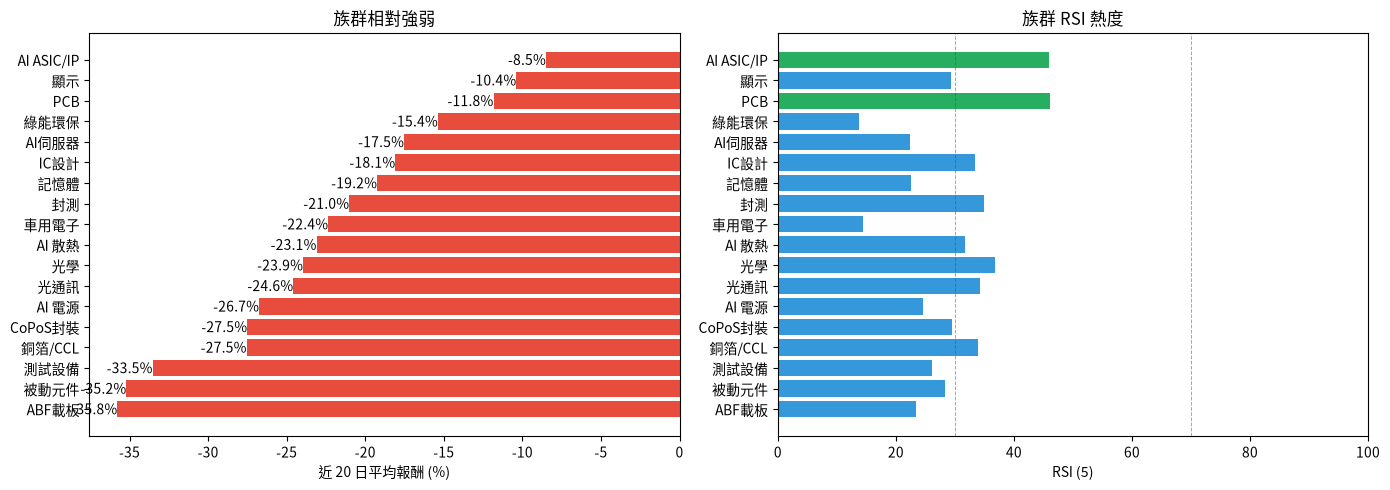 族群相對強弱
AI ASIC/IP
-8.5%
顯示
-10.4%
PCB
-11.8%
綠能環保
-15.4%
AI伺服器
-17.5%
IC設計
-18.1%
記憶體
-19.2%
封測
-21.0%
車用電子
-22.4%
AI 散熱
-23.1%
光學
-23.9%
光通訊
-24.6%
AI 電源
-26.7%
CoPoS封裝
-27.5%
銅箔/CCL
-27.5%
測試設備
-33.5%
被動元件
-35.2%
ABF載板
-35.8%
-35
-30
-25
-20
-15
-10
-5
0
近 20 日平均報酬 (%)
族群 RSI 熱度
AI ASIC/IP
顯示
PCB
綠能環保
AI伺服器
IC設計
記憶體
封測
車用電子
AI 散熱
光學
光通訊
AI 電源
CoPoS封裝
銅箔/CCL
測試設備
被動元件
ABF載板
0
20
40
60
80
100
RSI (5)